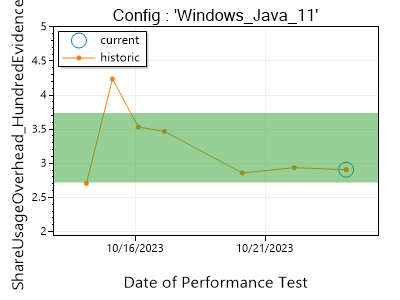 Config : 'Windows_Java_11'
ShareUsageOverhead_HundredEvidence
current
historic
5
4.5
4
3.5
3
2.5
2
10/16/2023
10/21/2023
Date of Performance Test